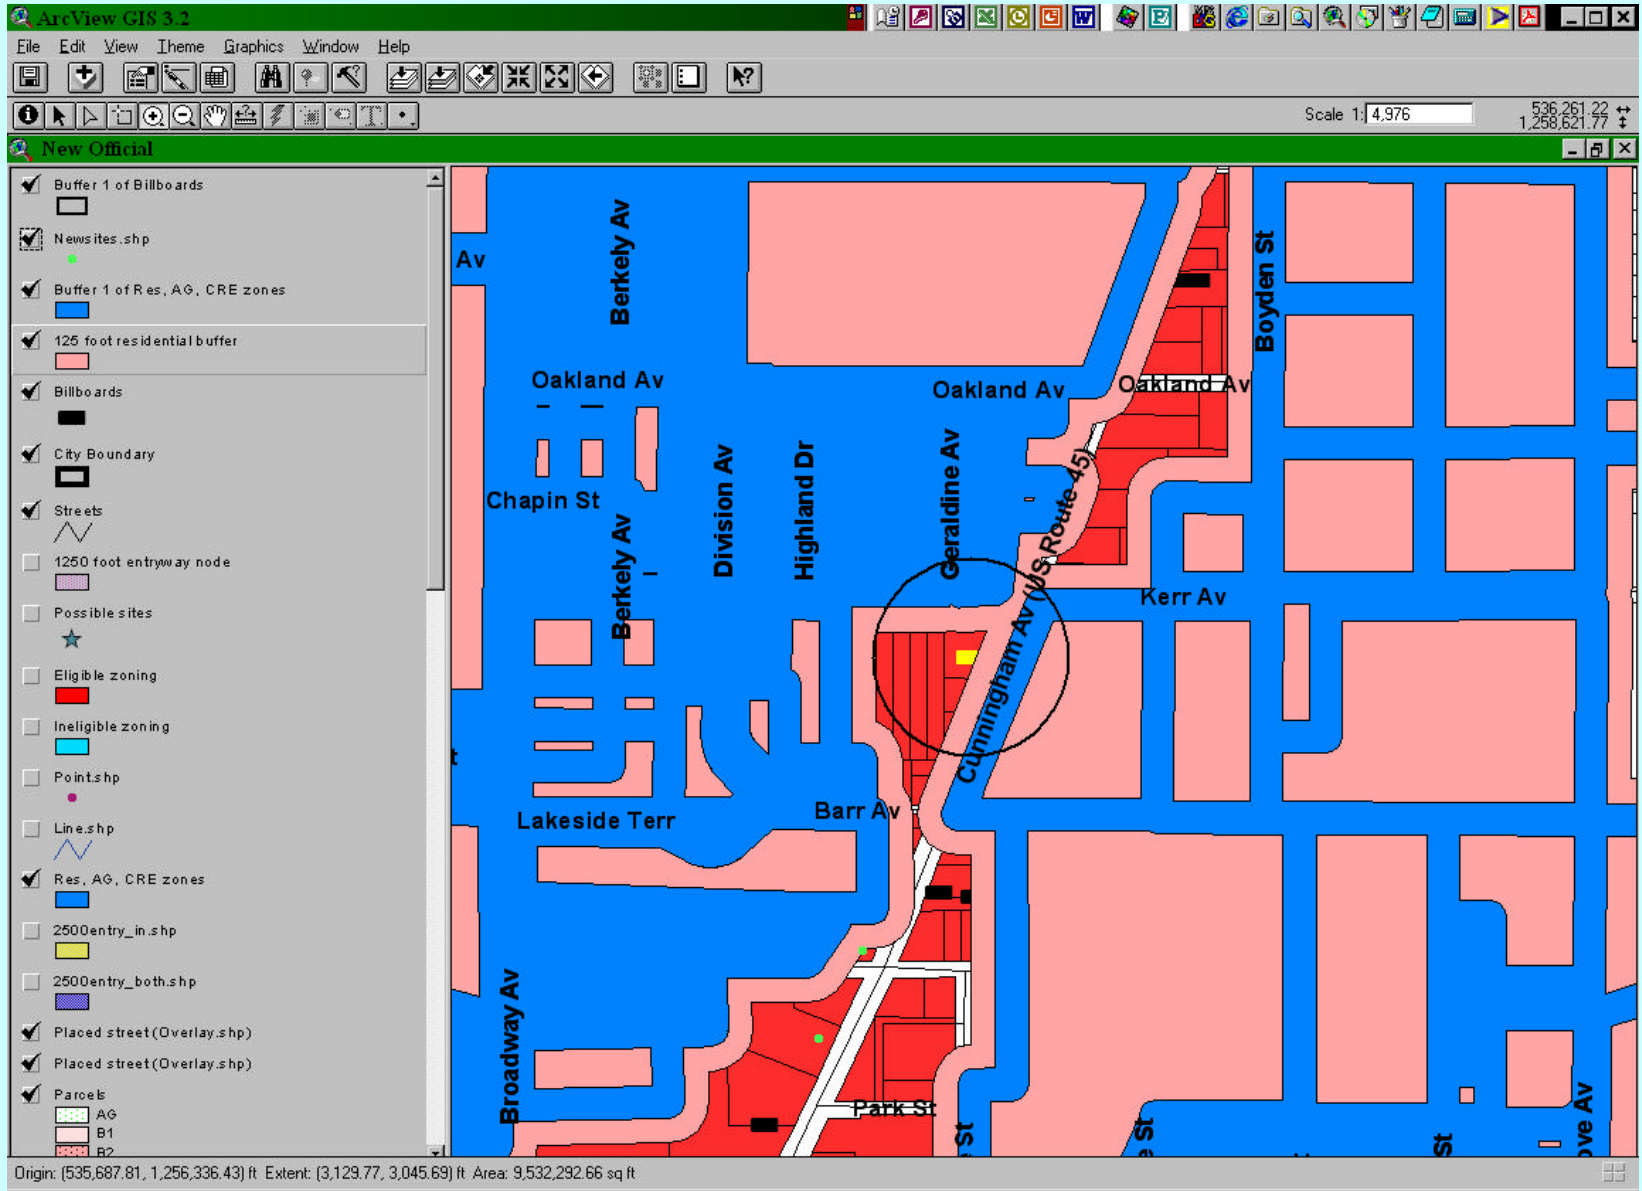 ArcView GIS 3.2
File Edit View Theme Graphics Window Help
Scale 1: 4,976
536,261.22
1,258,621.77
New Official
Buffer 1 of Billboards
Newsites.shp
Buffer 1 of Res, AG, CRE zones
125 foot residential buffer
Billboards
City Boundary
Streets
1250 foot entryway node
Possible sites
Eligible zoning
Ineligible zoning
Point.shp
Line.shp
Res, AG, CRE zones
2500entry_in.shp
2500entry_both.shp
Placed street (Overlay.shp)
Placed street (Overlay.shp)
Parcels
AG
B1
B2
Av
Berkely Av
Boyden St
Oakland Av
Oakland Av
Oakland Av
Chapin St
Division Av
Highland Dr
Geraldine Av
Berkely Av
Cunningham Av (US Route 45)
Kerr Av
Barr Av
Lakeside Terr
Broadway Av
Park St
St
St
St
ove Av
Origin: (535,687.81, 1,256,336.43) ft Extent: (3,129.77, 3,045.69) ft Area: 9,532,292.66 sq ft